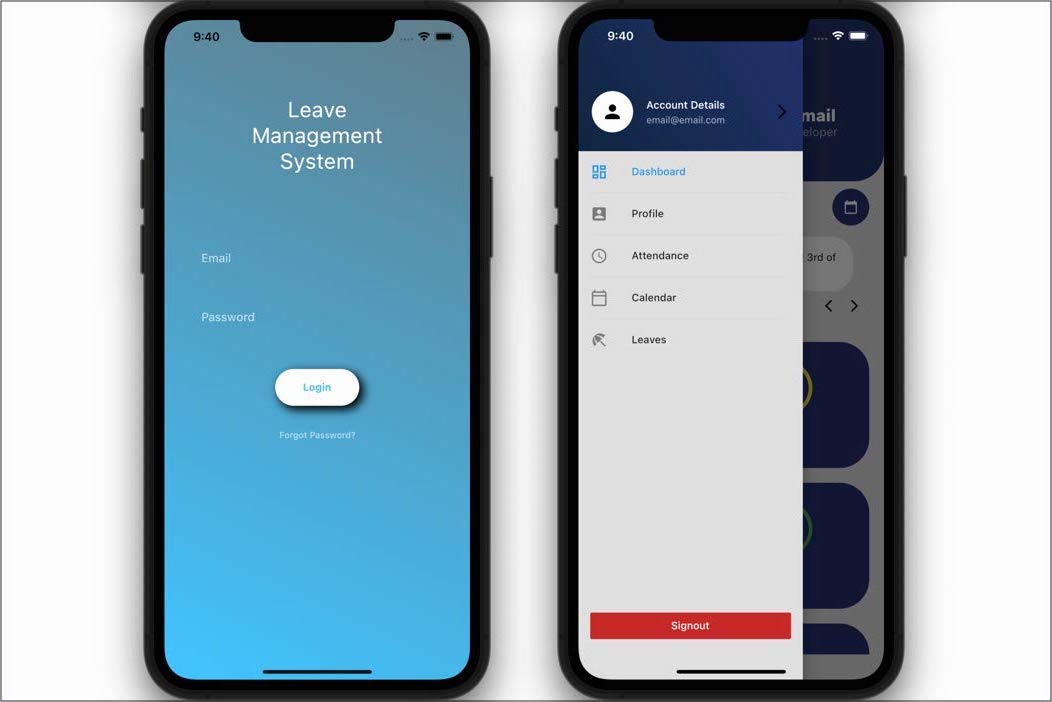 9:40
Leave
Management
System
Email
Password
Login
Forgot Password?
9:40
Account Details
email@email.com
mail
eloper
Dashboard
Profile
Attendance
3rd of
Calendar
Leaves
Signout